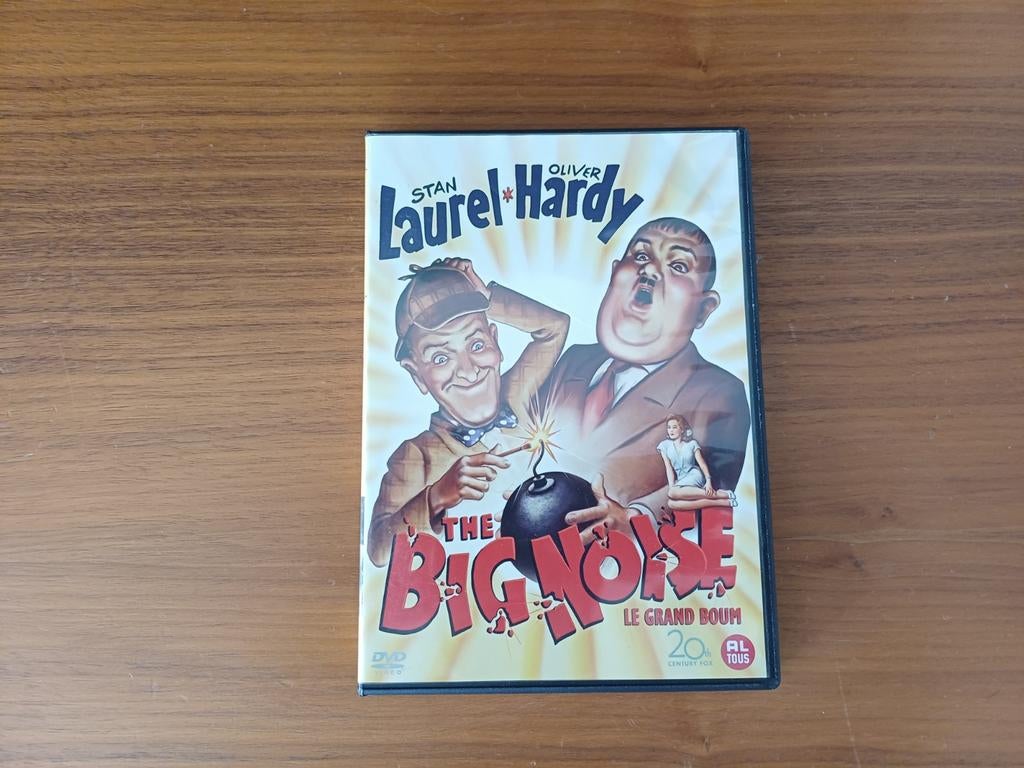 STAN OLIVER
Laurel * Hardy
THE
BIG NOISE
LE GRAND BOUM
DVD
VIDEO
20th
CENTURY FOX
AL
TOUS